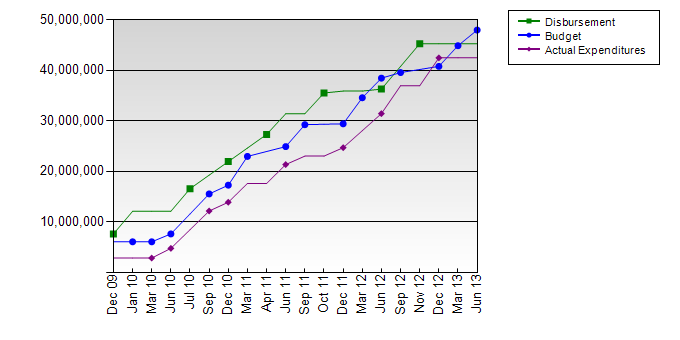 50,000,000
40,000,000
30,000,000
20,000,000
10,000,000
Dec 09
Jan 10
Mar 10
Jun 10
Jul 10
Sep 10
Dec 10
Mar 11
Apr 11
Jun 11
Sep 11
Oct 11
Dec 11
Mar 12
Jun 12
Sep 12
Nov 12
Dec 12
Mar 13
Jun 13
Disbursement
Budget
Actual Expenditures